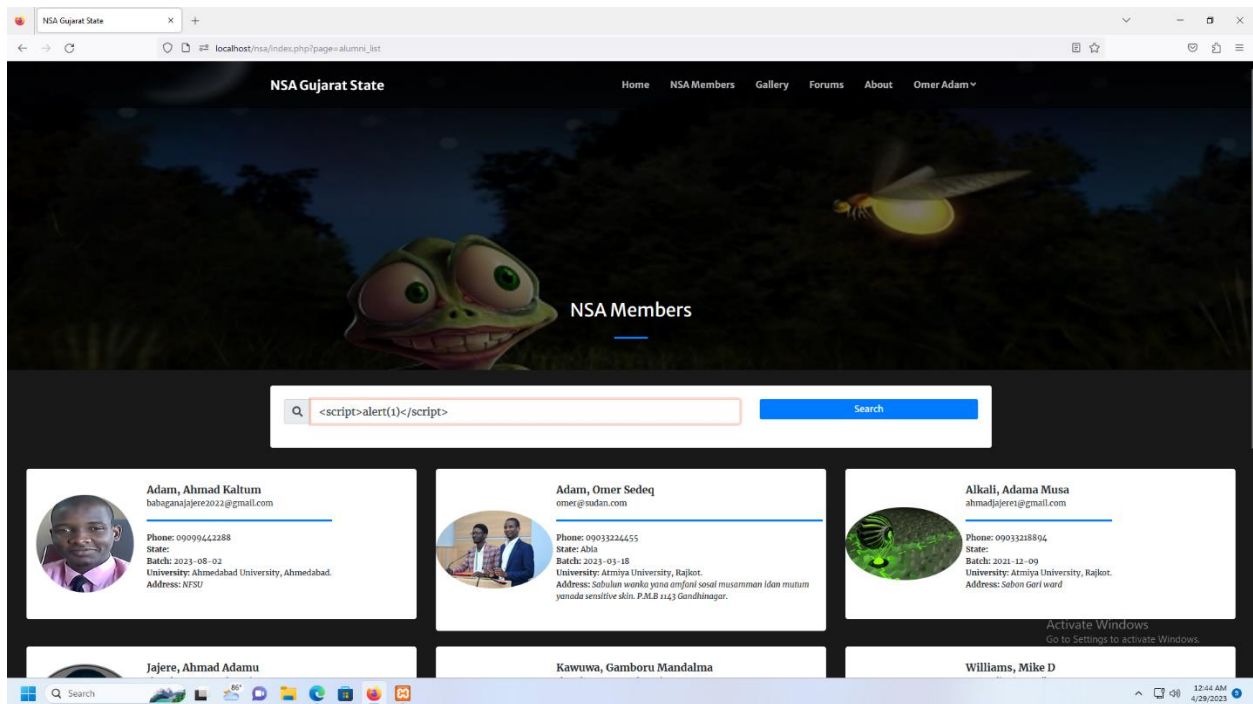 NSA Gujarat State
localhost/nsa/index.php?page=alumni_list
NSA Gujarat State
Home NSA Members Gallery Forums About Omer Adam
NSA Members
<script>alert(1)</script>
Search
Adam, Ahmad Kaltum
babaganajajere2022@gmail.com
Phone: 09099442288
State:
Batch: 2023-08-02
University: Ahmedabad University, Ahmedabad.
Address: NFSU
Adam, Omer Sedeq
omer@sudan.com
Phone: 09033224455
State: Abia
Batch: 2023-03-18
University: Atmiya University, Rajkot.
Address: Sabulun wanka yana amfani sosai musamman idan mutum
yanada sensitive skin. P.M.B 1143 Gandhinagar.
Alkali, Adama Musa
ahmadjajere1@gmail.com
Phone: 09033218894
State:
Batch: 2021-12-09
University: Atmiya University, Rajkot.
Address: Sabon Gari ward
Activate Windows
Go to Settings to activate Windows.
Jajere, Ahmad Adamu
Kawuwa, Gamboru Mandalma
Williams, Mike D
Search
86°
12:44 AM
4/29/2023